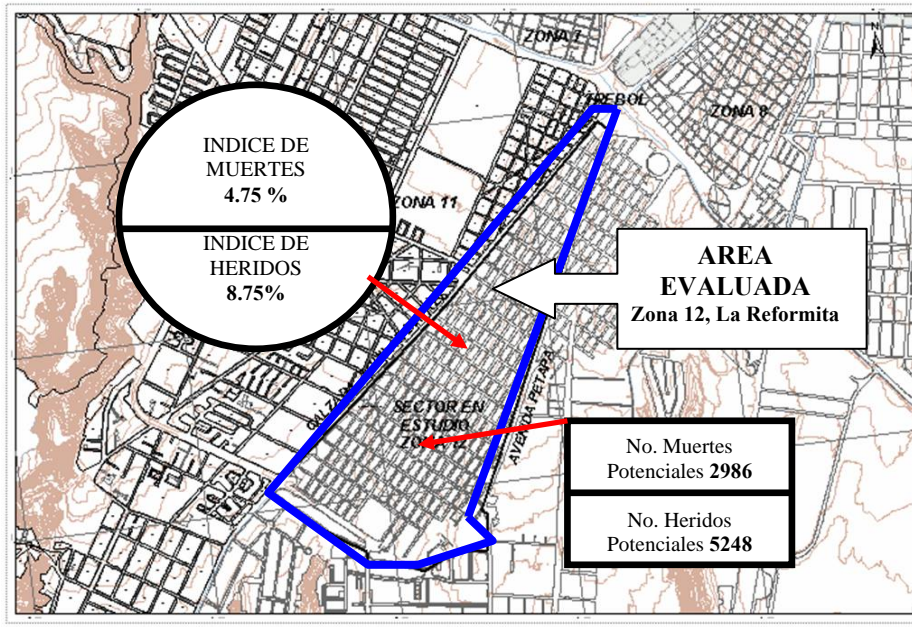 ZONA 7
N
TREBOL
ZONA 8
INDICE DE
MUERTES
4.75 %
INDICE DE
HERIDOS
8.75%
ZONA 11
AREA
EVALUADA
Zona 12, La Reformita
AVENIDA PETAPA
SECTOR EN
ESTUDIO
No. Muertes
Potenciales 2986
No. Heridos
Potenciales 5248